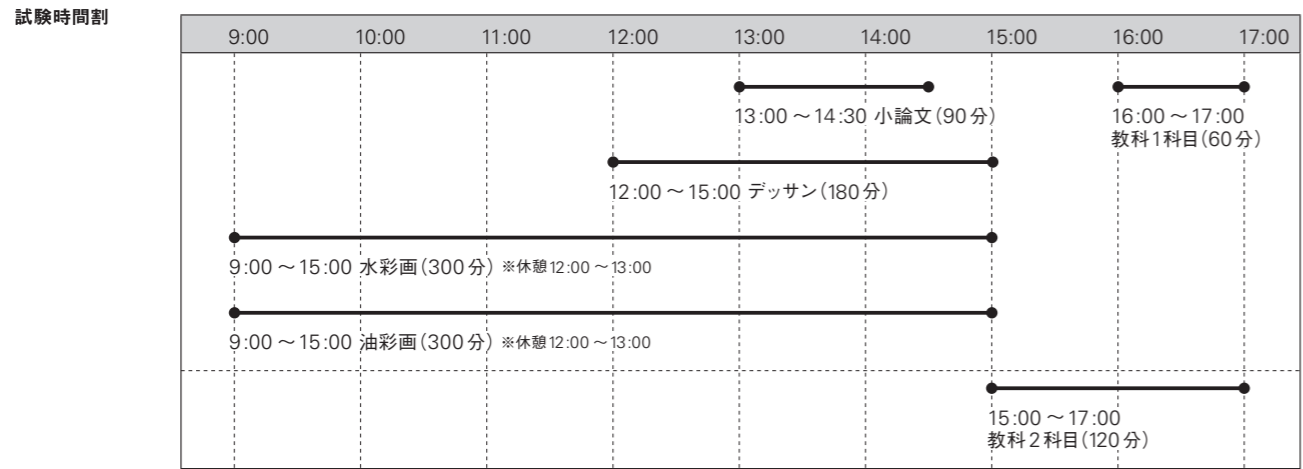 試験時間割
9:00 10:00 11:00 12:00 13:00 14:00 15:00 16:00 17:00
13:00～14:30 小論文（90分）
16:00～17:00
教科1科目（60分）
12:00～15:00 デッサン（180分）
9:00～15:00 水彩画（300分） ※休憩12:00～13:00
9:00～15:00 油彩画（300分） ※休憩12:00～13:00
15:00～17:00
教科2科目（120分）